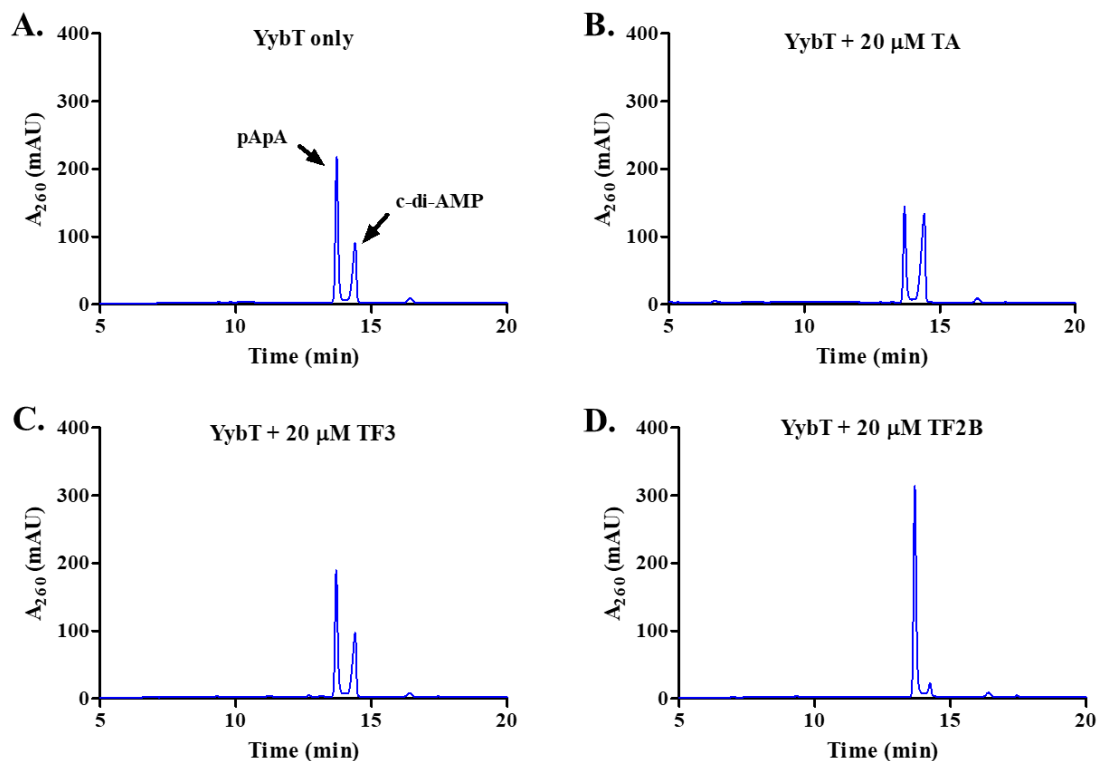 A.
YybT only
400
300
200
100
0
A260 (mAU)
pApA
c-di-AMP
5 10 15 20
Time (min)
B.
YybT + 20 μM TA
400
300
200
100
0
A260 (mAU)
5 10 15 20
Time (min)
C.
YybT + 20 μM TF3
400
300
200
100
0
A260 (mAU)
5 10 15 20
Time (min)
D.
YybT + 20 μM TF2B
400
300
200
100
0
A260 (mAU)
5 10 15 20
Time (min)